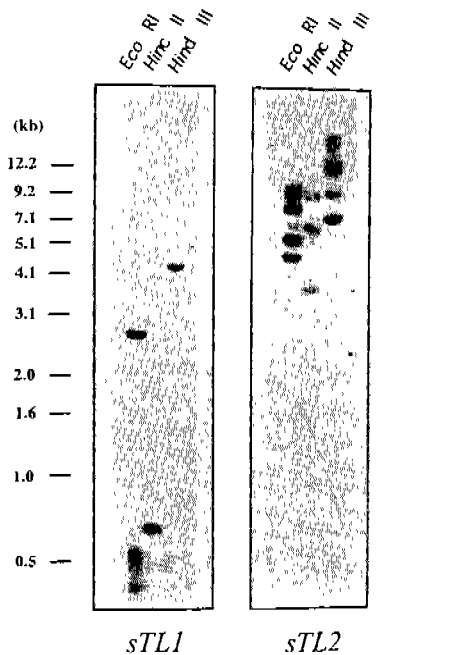 Eco RI
Hinc II
Hind III
Eco RI
Hinc II
Hind III
(kb)
12.2
9.2
7.1
5.1
4.1
3.1
2.0
1.6
1.0
0.5
sTL1
sTL2